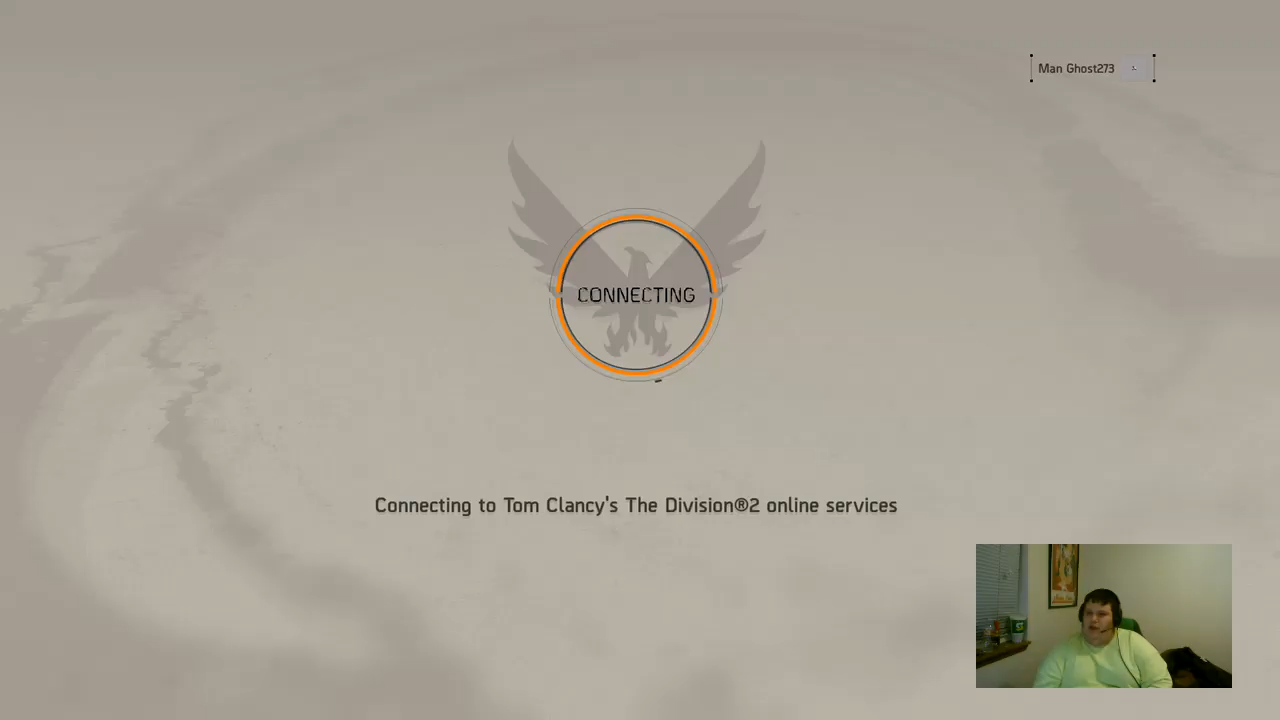 Man Ghost273
CONNECTING
Connecting to Tom Clancy's The Division®2 online services